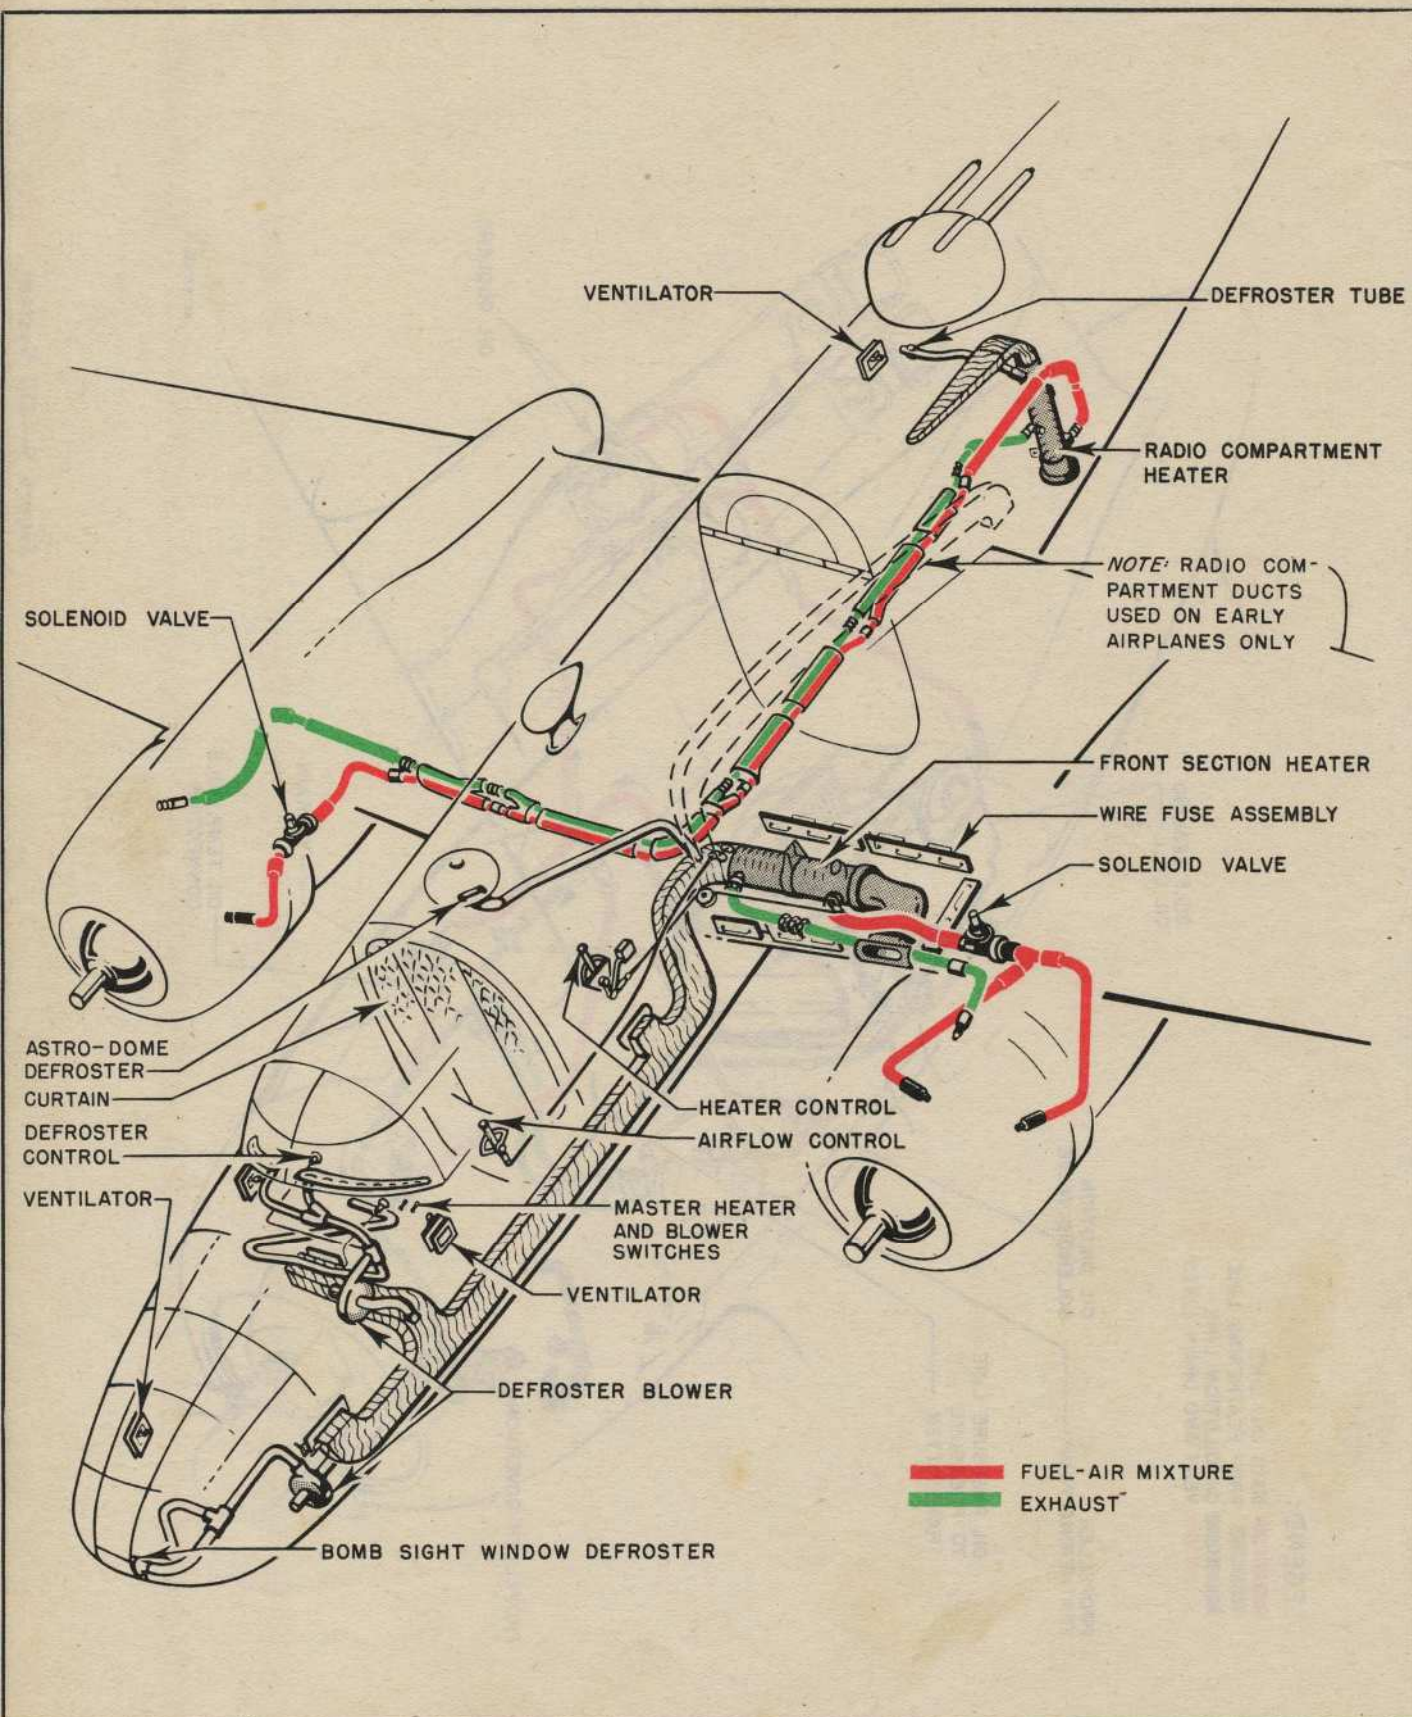 VENTILATOR
DEFROSTER TUBE
RADIO COMPARTMENT
HEATER
NOTE: RADIO COM-
PARTMENT DUCTS
USED ON EARLY
AIRPLANES ONLY
SOLENOID VALVE
FRONT SECTION HEATER
WIRE FUSE ASSEMBLY
SOLENOID VALVE
ASTRO-DOME
DEFROSTER
CURTAIN
DEFROSTER
CONTROL
VENTILATOR
HEATER CONTROL
AIRFLOW CONTROL
MASTER HEATER
AND BLOWER
SWITCHES
VENTILATOR
DEFROSTER BLOWER
FUEL-AIR MIXTURE
EXHAUST
BOMB SIGHT WINDOW DEFROSTER